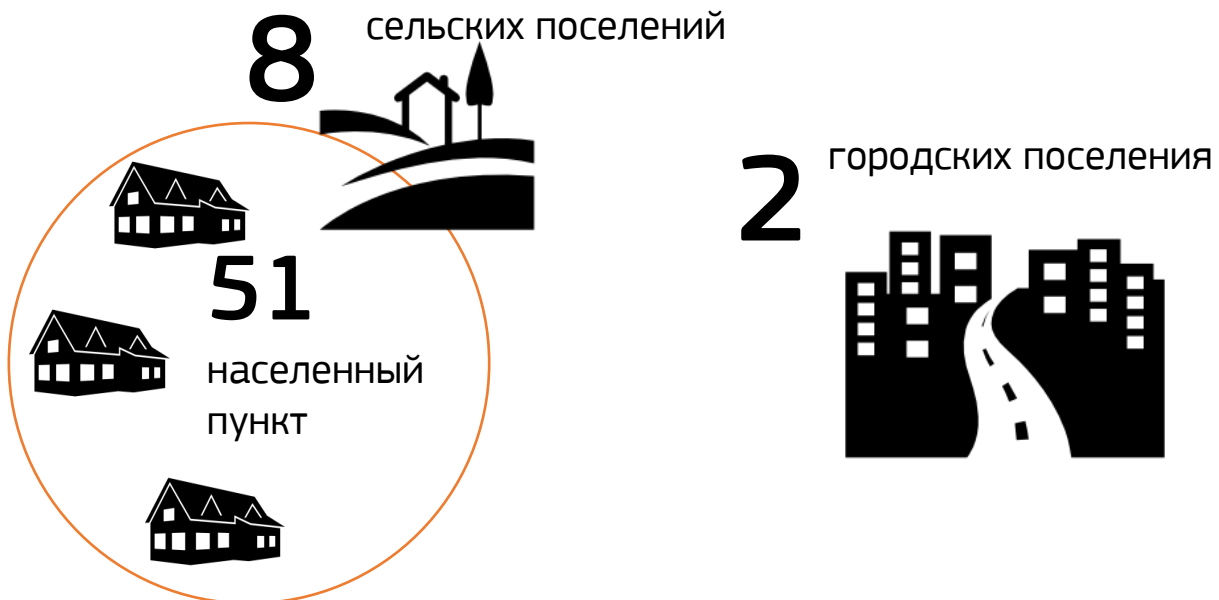 8
сельских поселений
51
населенный
пункт
2
городских поселения